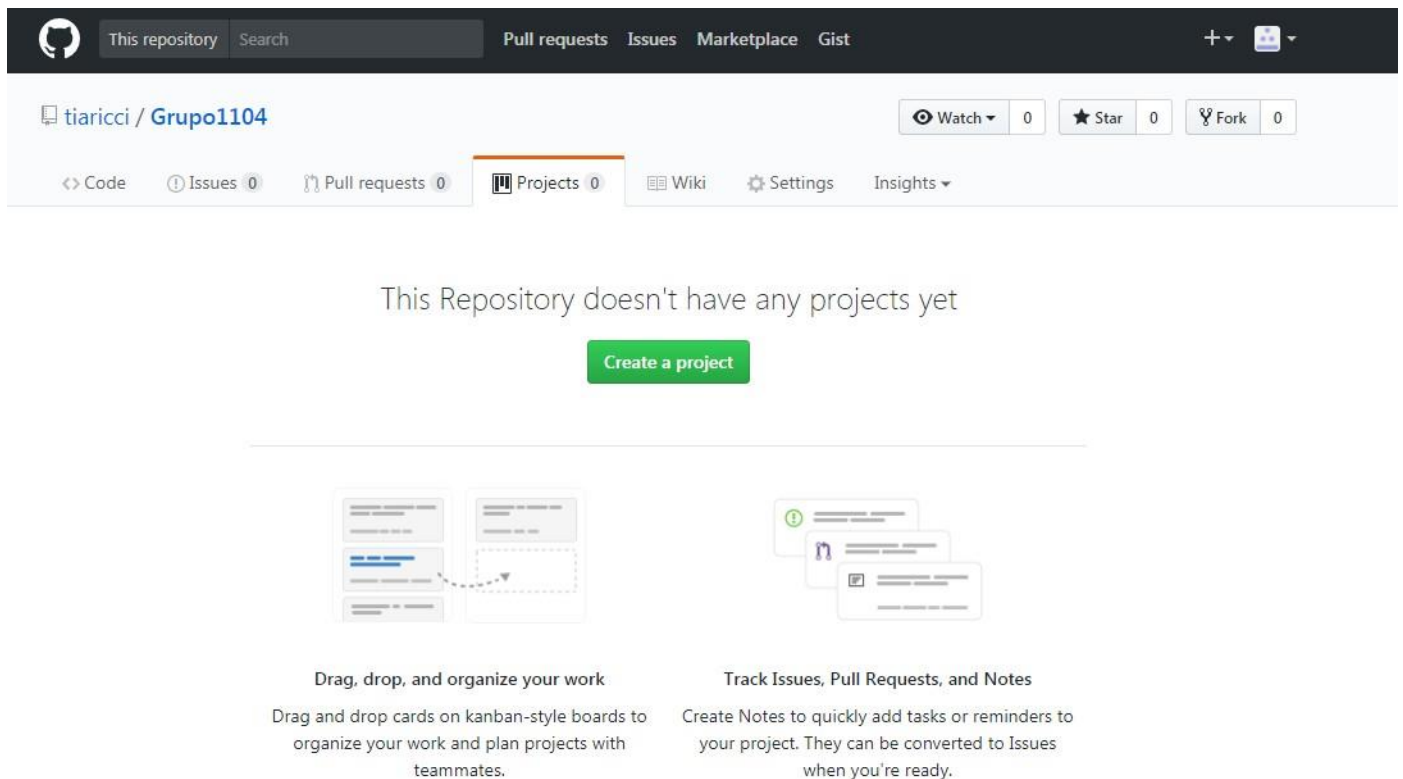 This repository Search Pull requests Issues Marketplace Gist
tiaricci / Grupo1104 Watch 0 Star 0 Fork 0
Code Issues 0 Pull requests 0 Projects 0 Wiki Settings Insights
This Repository doesn't have any projects yet
Create a project
Drag, drop, and organize your work
Drag and drop cards on kanban-style boards to
organize your work and plan projects with
teammates.
Track Issues, Pull Requests, and Notes
Create Notes to quickly add tasks or reminders to
your project. They can be converted to Issues
when you're ready.